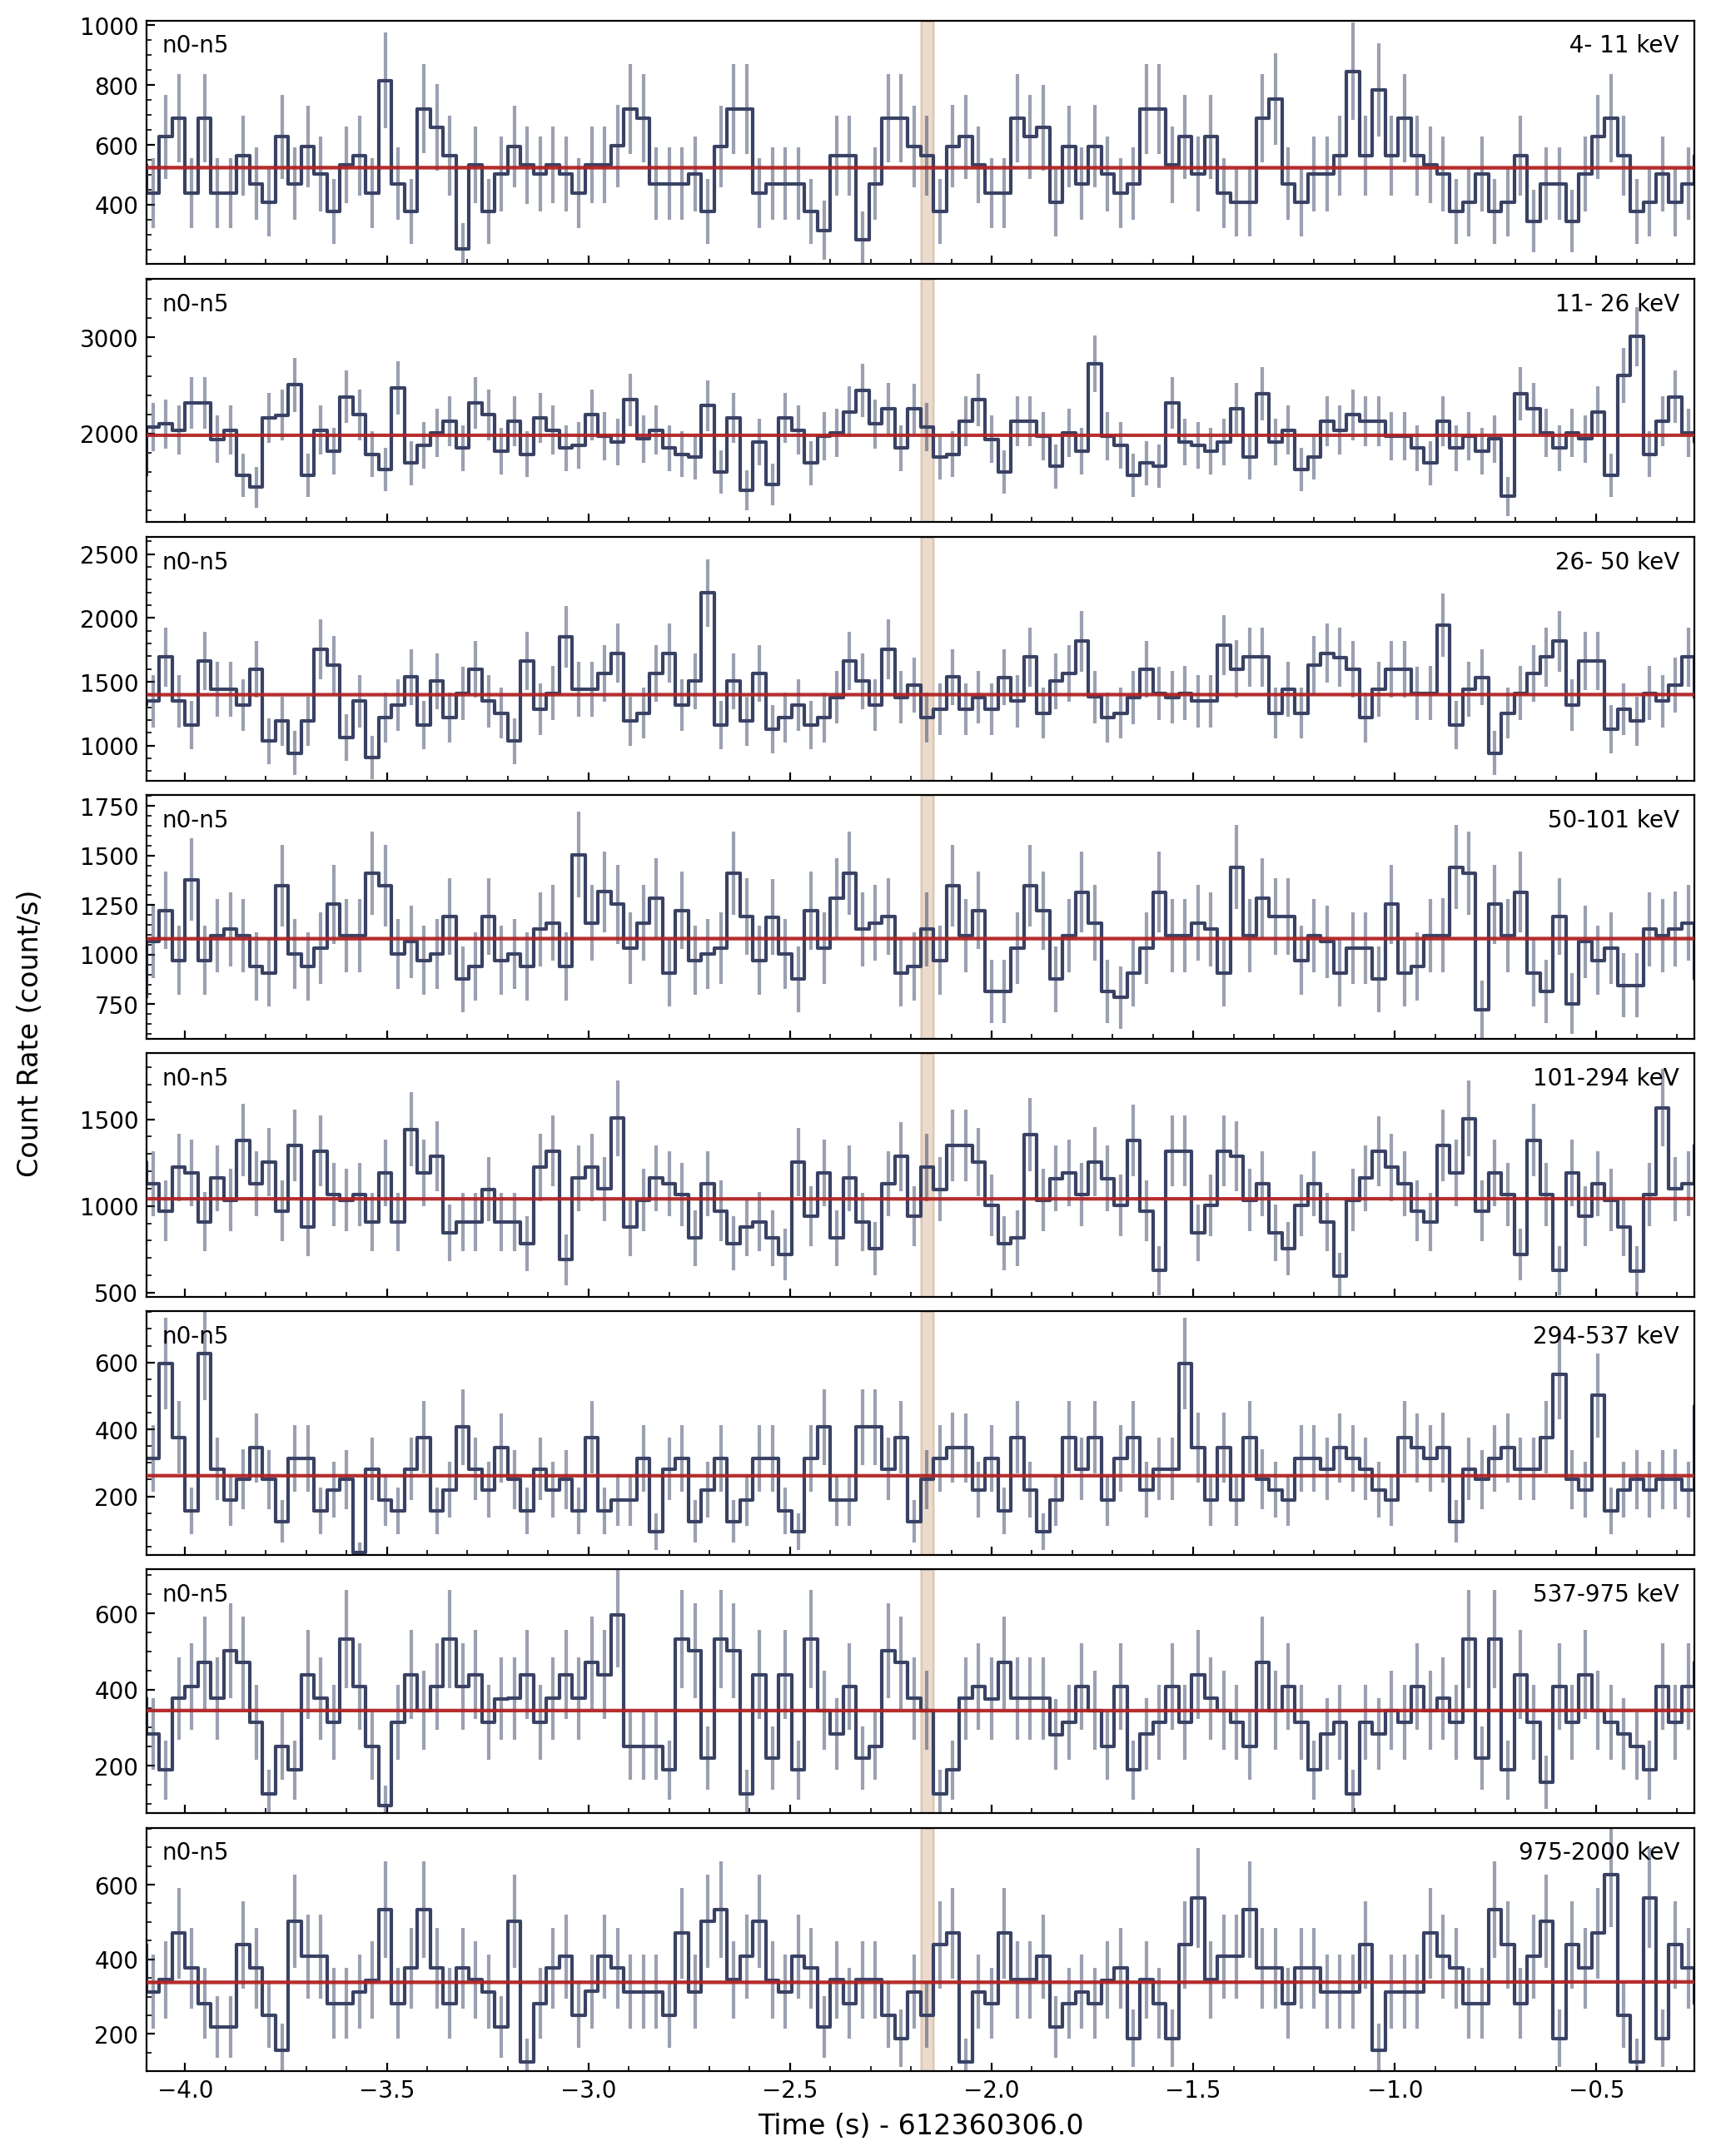 1000
800
600
400
n0-n5
4- 11 keV
3000
2000
n0-n5
11- 26 keV
2500
2000
1500
1000
n0-n5
26- 50 keV
1750
1500
1250
1000
750
n0-n5
50-101 keV
1500
1000
500
n0-n5
101-294 keV
600
400
200
n0-n5
294-537 keV
600
400
200
n0-n5
537-975 keV
600
400
200
n0-n5
975-2000 keV
−4.0 −3.5 −3.0 −2.5 −2.0 −1.5 −1.0 −0.5
Time (s) - 612360306.0
Count Rate (count/s)